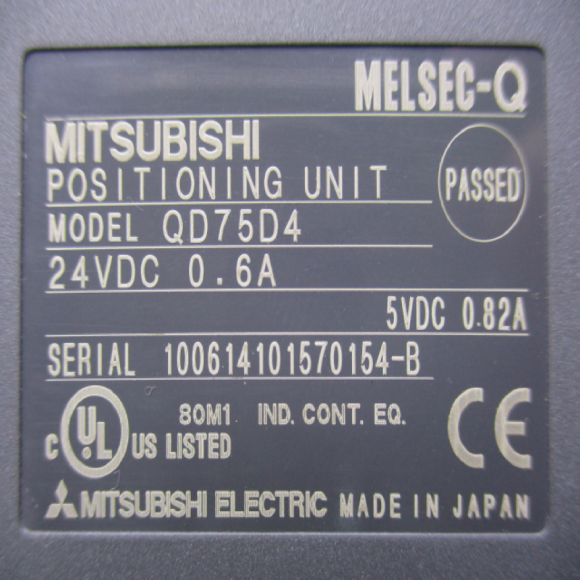 MELSEC-Q
MITSUBISHI
POSITIONING UNIT
PASSED
MODEL QD75D4
24VDC 0.6A
5VDC 0.82A
SERIAL 100614101570154-B
80M1 IND. CONT. EQ.
C UL US LISTED
CE
MITSUBISHI ELECTRIC MADE IN JAPAN